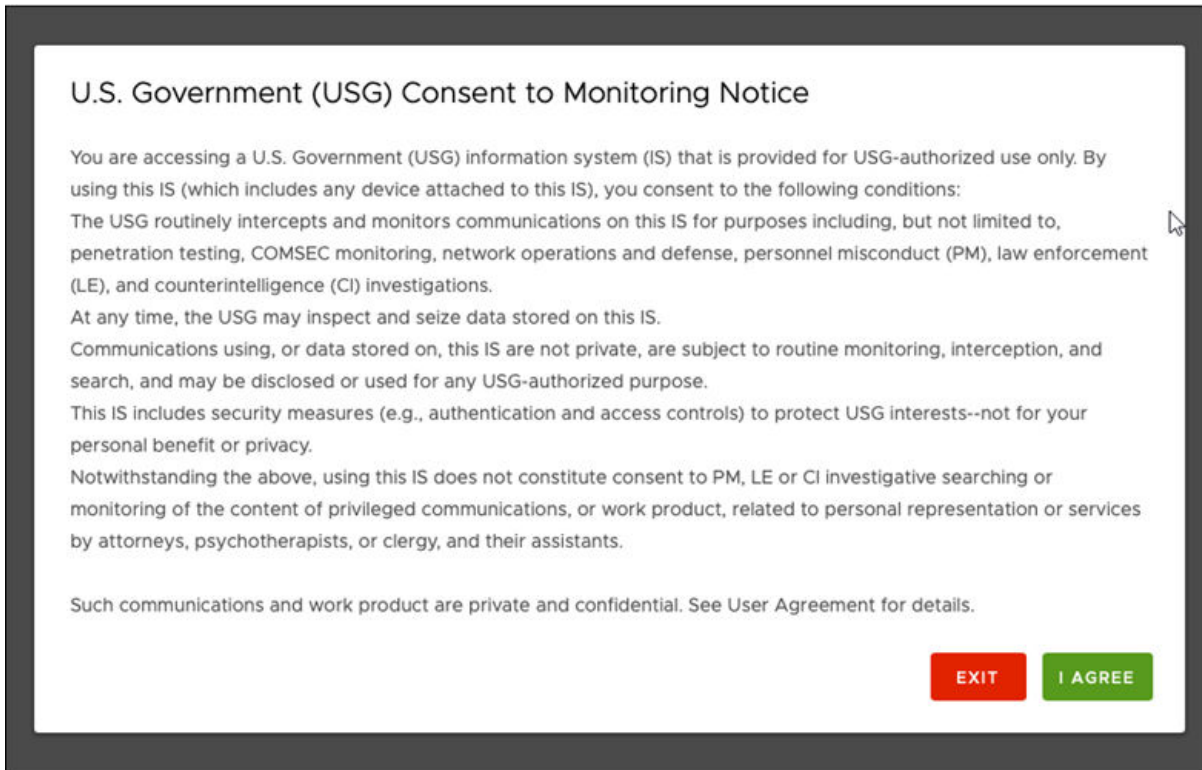 U.S. Government (USG) Consent to Monitoring Notice
You are accessing a U.S. Government (USG) information system (IS) that is provided for USG-authorized use only. By
using this IS (which includes any device attached to this IS), you consent to the following conditions:
The USG routinely intercepts and monitors communications on this IS for purposes including, but not limited to,
penetration testing, COMSEC monitoring, network operations and defense, personnel misconduct (PM), law enforcement
(LE), and counterintelligence (CI) investigations.
At any time, the USG may inspect and seize data stored on this IS.
Communications using, or data stored on, this IS are not private, are subject to routine monitoring, interception, and
search, and may be disclosed or used for any USG-authorized purpose.
This IS includes security measures (e.g., authentication and access controls) to protect USG interests--not for your
personal benefit or privacy.
Notwithstanding the above, using this IS does not constitute consent to PM, LE or CI investigative searching or
monitoring of the content of privileged communications, or work product, related to personal representation or services
by attorneys, psychotherapists, or clergy, and their assistants.
Such communications and work product are private and confidential. See User Agreement for details.
EXIT I AGREE